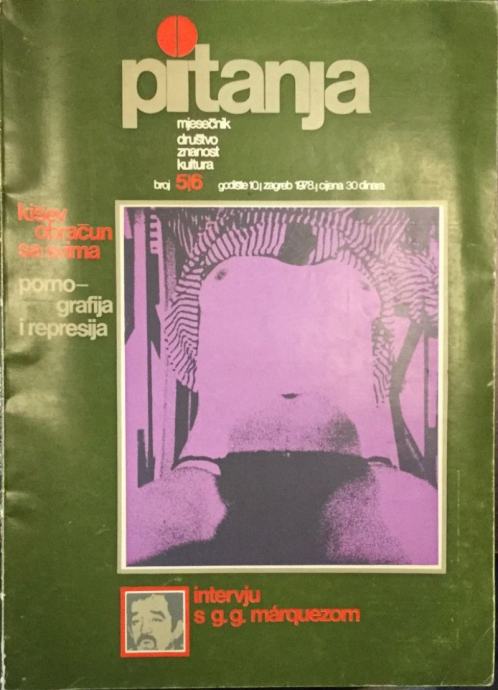 pitanja
mjesečnik
društvo
znanost
kultura
broj 5|6 godište 10, zagreb 1978, cijena 30 dinara
kišev
obračun
sa svima
porno–
grafija
i represija
intervju
s g. g. márquezom